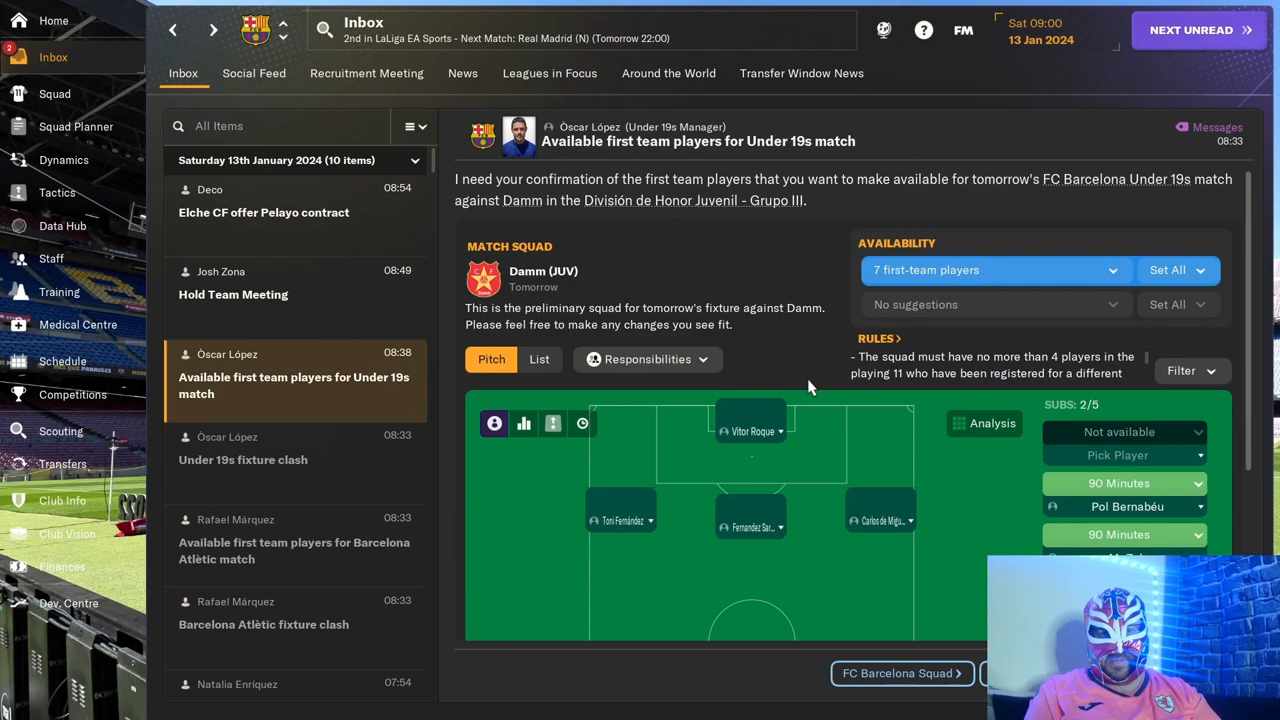 Home
Inbox
2nd in LaLiga EA Sports - Next Match: Real Madrid (N) (Tomorrow 22:00)
FM
Sat 09:00
13 Jan 2024
NEXT UNREAD
2
Inbox
Squad
Squad Planner
Dynamics
Tactics
Data Hub
Staff
Training
Medical Centre
Schedule
Competitions
Scouting
Transfers
Club Info
Club Vision
Finances
Dev. Centre
Inbox
Social Feed
Recruitment Meeting
News
Leagues in Focus
Around the World
Transfer Window News
All Items
Saturday 13th January 2024 (10 items)
Deco 08:54
Elche CF offer Pelayo contract
Josh Zona 08:49
Hold Team Meeting
Òscar López 08:38
Available first team players for Under 19s
match
Òscar López 08:33
Under 19s fixture clash
Rafael Márquez 08:33
Available first team players for Barcelona
Atlètic match
Rafael Márquez 08:33
Barcelona Atlètic fixture clash
Natalia Enríquez 07:54
Òscar López (Under 19s Manager)
Available first team players for Under 19s match
Messages
08:33
I need your confirmation of the first team players that you want to make available for tomorrow's FC Barcelona Under 19s match
against Damm in the División de Honor Juvenil - Grupo III.
MATCH SQUAD
Damm (JUV)
Tomorrow
This is the preliminary squad for tomorrow's fixture against Damm.
Please feel free to make any changes you see fit.
Pitch
List
Responsibilities
AVAILABILITY
7 first-team players
Set All
No suggestions
Set All
RULES
- The squad must have no more than 4 players in the
playing 11 who have been registered for a different
Filter
Analysis
Vitor Roque
Toni Fernández
Fernandez Sar...
Carlos de Migu...
SUBS: 2/5
Not available
Pick Player
90 Minutes
Pol Bernabéu
90 Minutes
FC Barcelona Squad